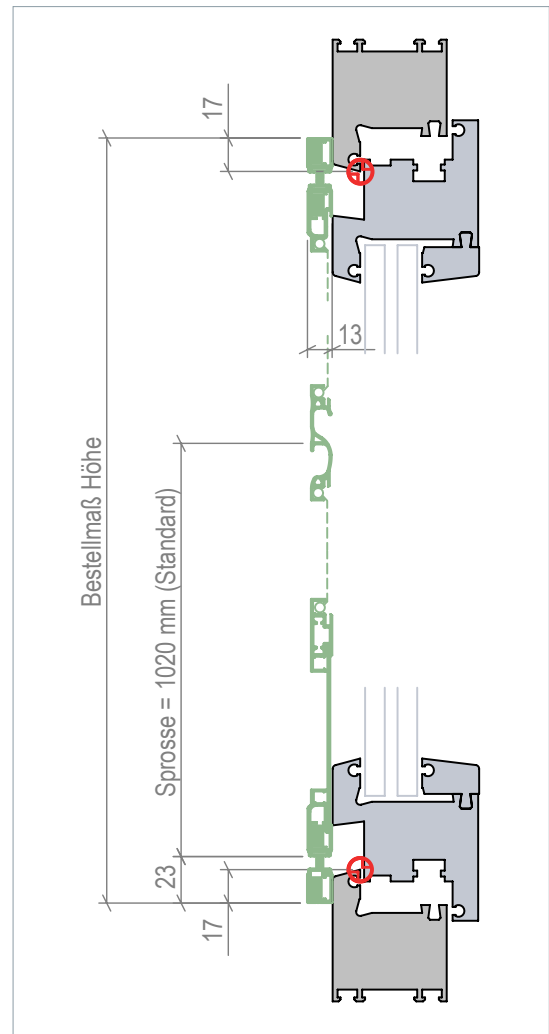 17
13
Bestellmaß Höhe
Sprosse = 1020 mm (Standard)
23
17